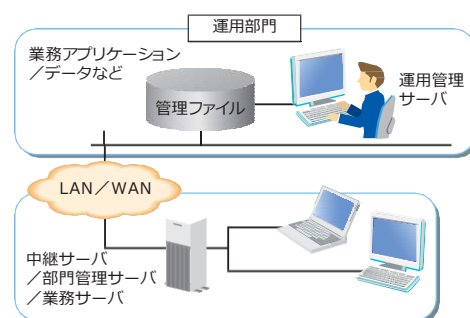 運用部門
業務アプリケーション
／データなど
管理ファイル
運用管理
サーバ
LAN／WAN
中継サーバ
／部門管理サーバ
／業務サーバ